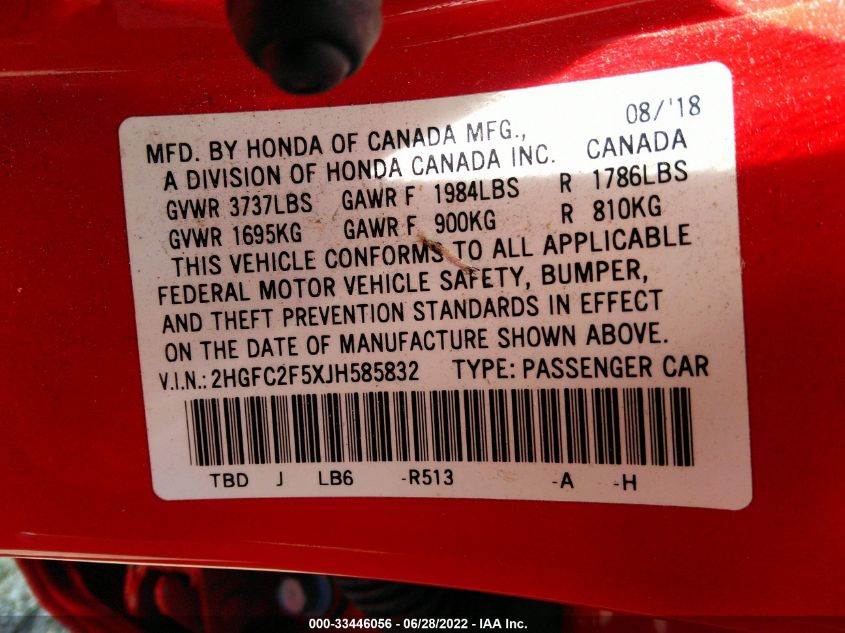 08/'18
MFD. BY HONDA OF CANADA MFG.,
A DIVISION OF HONDA CANADA INC. CANADA
GVWR 3737LBS GAWR F 1984LBS R 1786LBS
GVWR 1695KG GAWR F 900KG R 810KG
THIS VEHICLE CONFORMS TO ALL APPLICABLE
FEDERAL MOTOR VEHICLE SAFETY, BUMPER,
AND THEFT PREVENTION STANDARDS IN EFFECT
ON THE DATE OF MANUFACTURE SHOWN ABOVE.
V.I.N.: 2HGFC2F5XJH585832 TYPE: PASSENGER CAR
TBD J LB6 -R513 -A -H
000-33446056 - 06/28/2022 - IAA Inc.